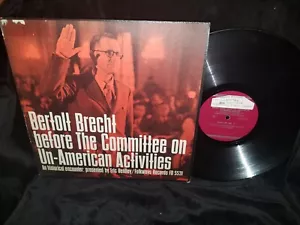 Bertolt Brecht
before The Committee on
Un-American Activities
An historical encounter, presented by Eric Bentley/Folkways Records FD 5531